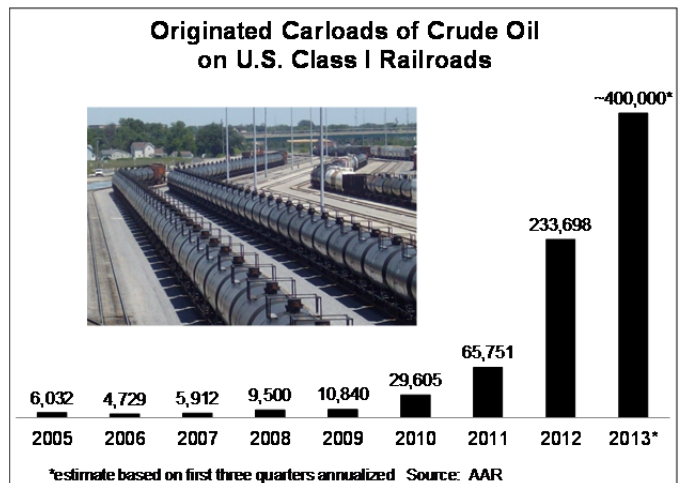 Originated Carloads of Crude Oil
on U.S. Class I Railroads
~400,000*
233,698
65,751
29,605
6,032 4,729 5,912 9,500 10,840
2005 2006 2007 2008 2009 2010 2011 2012 2013*
*estimate based on first three quarters annualized Source: AAR